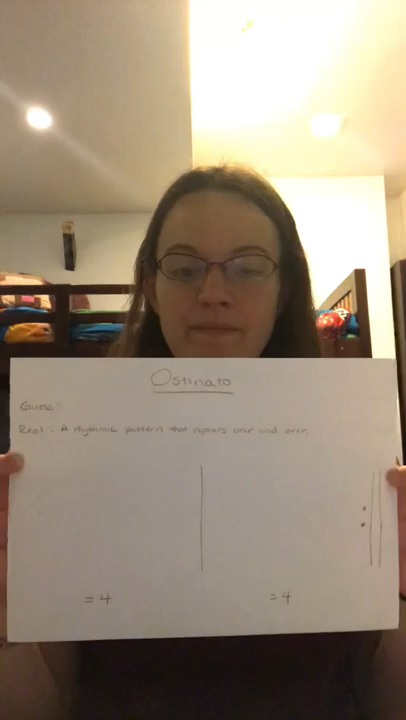 Ostinato
Guess:
Real: A rhythmic pattern that repeats over and over.
= 4 = 4